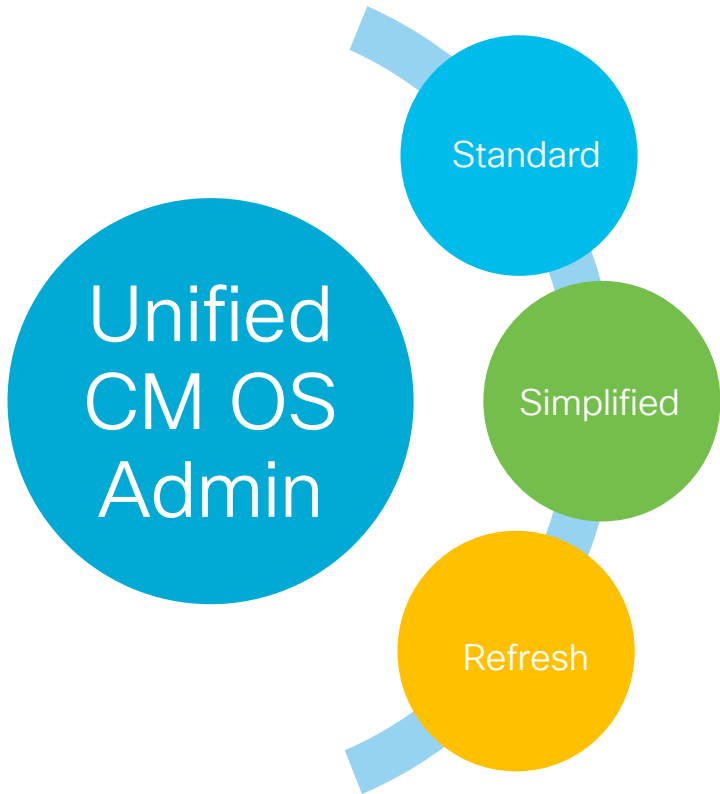 Unified
CM OS
Admin
Standard
Simplified
Refresh